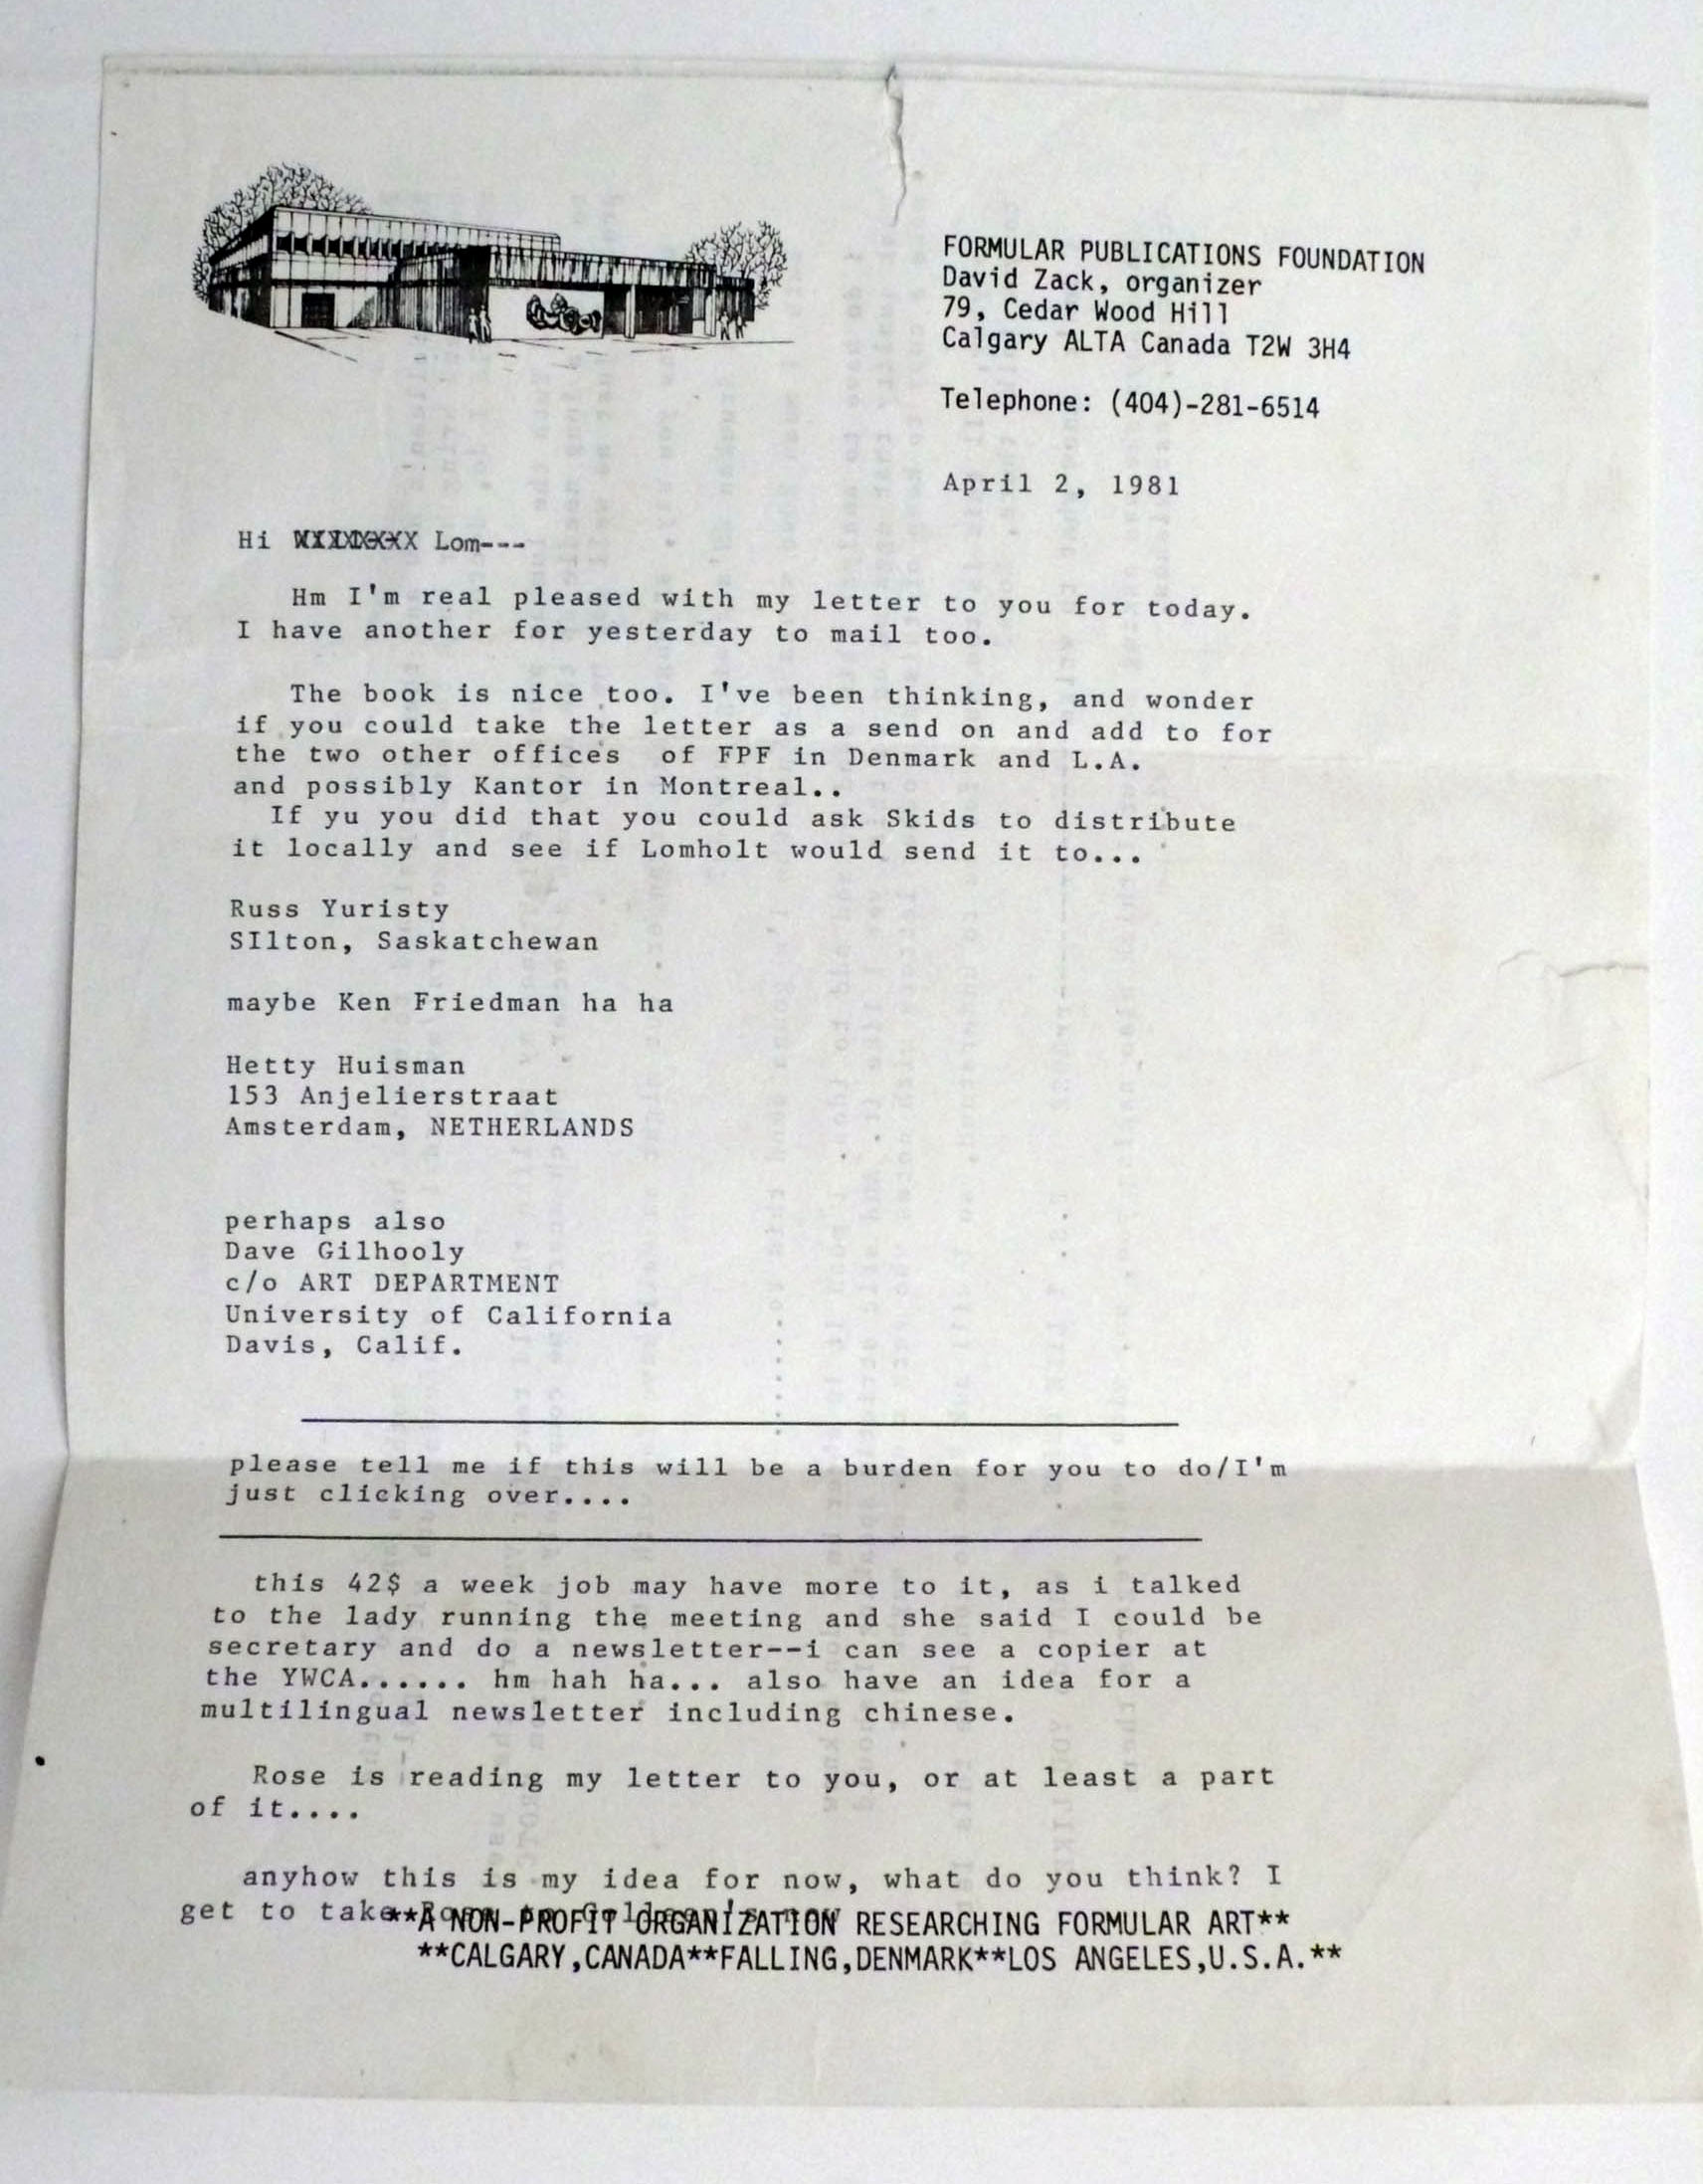 FORMULAR PUBLICATIONS FOUNDATION
David Zack, organizer
79, Cedar Wood Hill
Calgary ALTA Canada T2W 3H4
Telephone: (404)-281-6514
April 2, 1981
Hi Lom---
Hm I'm real pleased with my letter to you for today.
I have another for yesterday to mail too.
The book is nice too. I've been thinking, and wonder
if you could take the letter as a send on and add to for
the two other offices of FPF in Denmark and L.A.
and possibly Kantor in Montreal..
If yu you did that you could ask Skids to distribute
it locally and see if Lomholt would send it to...
Russ Yuristy
SIlton, Saskatchewan
maybe Ken Friedman ha ha
Hetty Huisman
153 Anjelierstraat
Amsterdam, NETHERLANDS
perhaps also
Dave Gilhooly
c/o ART DEPARTMENT
University of California
Davis, Calif.
please tell me if this will be a burden for you to do/I'm
just clicking over....
this 42$ a week job may have more to it, as i talked
to the lady running the meeting and she said I could be
secretary and do a newsletter--i can see a copier at
the YWCA...... hm hah ha... also have an idea for a
multilingual newsletter including chinese.
Rose is reading my letter to you, or at least a part
of it....
anyhow this is my idea for now, what do you think? I
get to take
**A NON-PROFIT ORGANIZATION RESEARCHING FORMULAR ART**
**CALGARY,CANADA**FALLING,DENMARK**LOS ANGELES,U.S.A.**